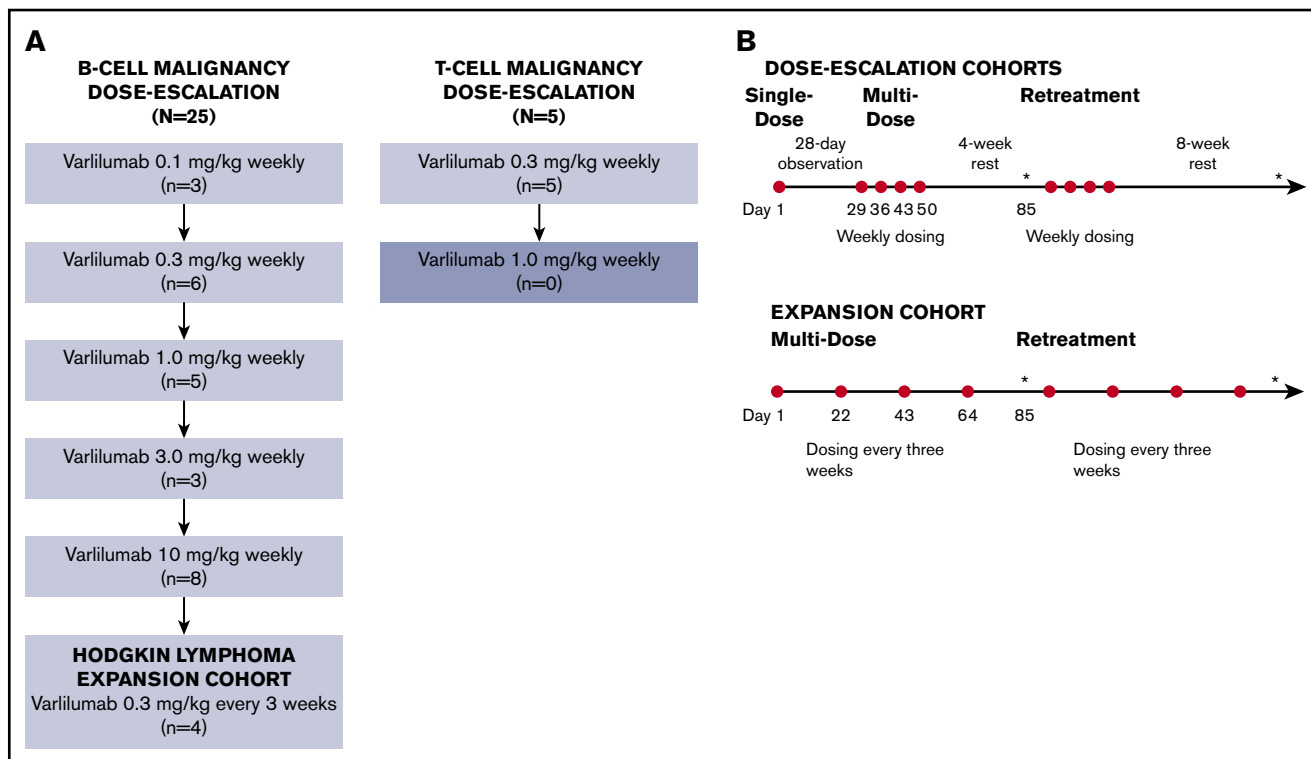 A
B-CELL MALIGNANCY
DOSE-ESCALATION
(N=25)
Varlilumab 0.1 mg/kg weekly
(n=3)
Varlilumab 0.3 mg/kg weekly
(n=6)
Varlilumab 1.0 mg/kg weekly
(n=5)
Varlilumab 3.0 mg/kg weekly
(n=3)
Varlilumab 10 mg/kg weekly
(n=8)
HODGKIN LYMPHOMA
EXPANSION COHORT
Varlilumab 0.3 mg/kg every 3 weeks
(n=4)
T-CELL MALIGNANCY
DOSE-ESCALATION
(N=5)
Varlilumab 0.3 mg/kg weekly
(n=5)
Varlilumab 1.0 mg/kg weekly
(n=0)
B
DOSE-ESCALATION COHORTS
Single-
Dose
Multi-
Dose
Retreatment
28-day
observation
4-week
rest
8-week
rest
* *
Day 1 29 36 43 50 85
Weekly dosing Weekly dosing
EXPANSION COHORT
Multi-Dose Retreatment
* *
Day 1 22 43 64 85
Dosing every three
weeks
Dosing every three
weeks